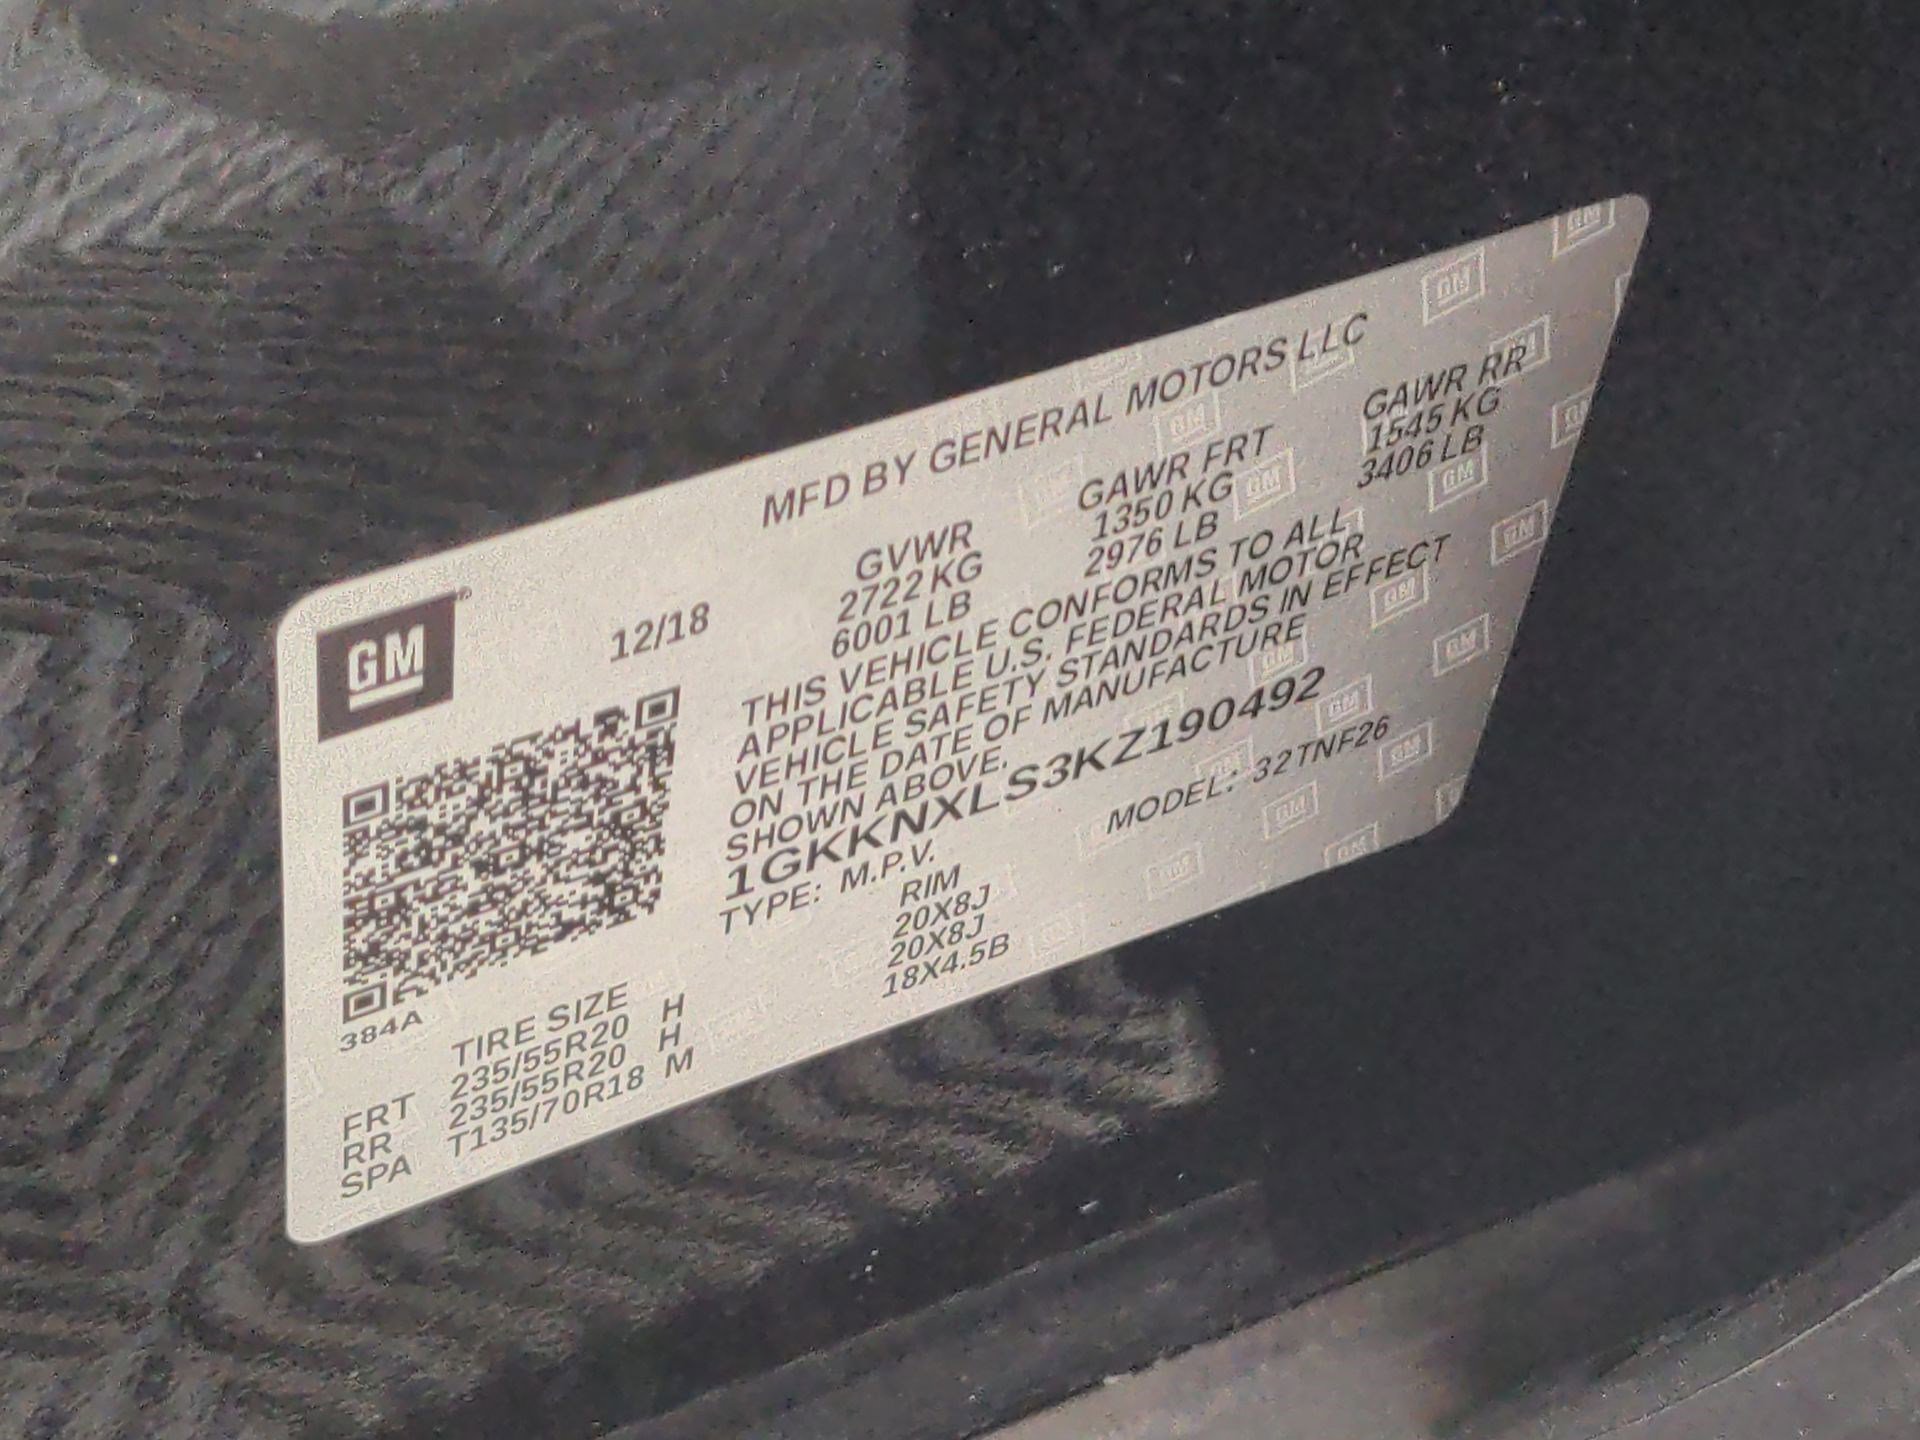 MFD BY GENERAL MOTORS LLC
GM
12/18
GVWR GAWR FRT GAWR RR
2722 KG 1350 KG 1545 KG
6001 LB 2976 LB 3406 LB
THIS VEHICLE CONFORMS TO ALL
APPLICABLE U.S. FEDERAL MOTOR
VEHICLE SAFETY STANDARDS IN EFFECT
ON THE DATE OF MANUFACTURE
SHOWN ABOVE.
1GKKNXLS3KZ190492
TYPE: M.P.V. MODEL: 32TNF26
384A
TIRE SIZE RIM
FRT 235/55R20 H 20X8J
RR 235/55R20 H 20X8J
SPA T135/70R18 M 18X4.5B